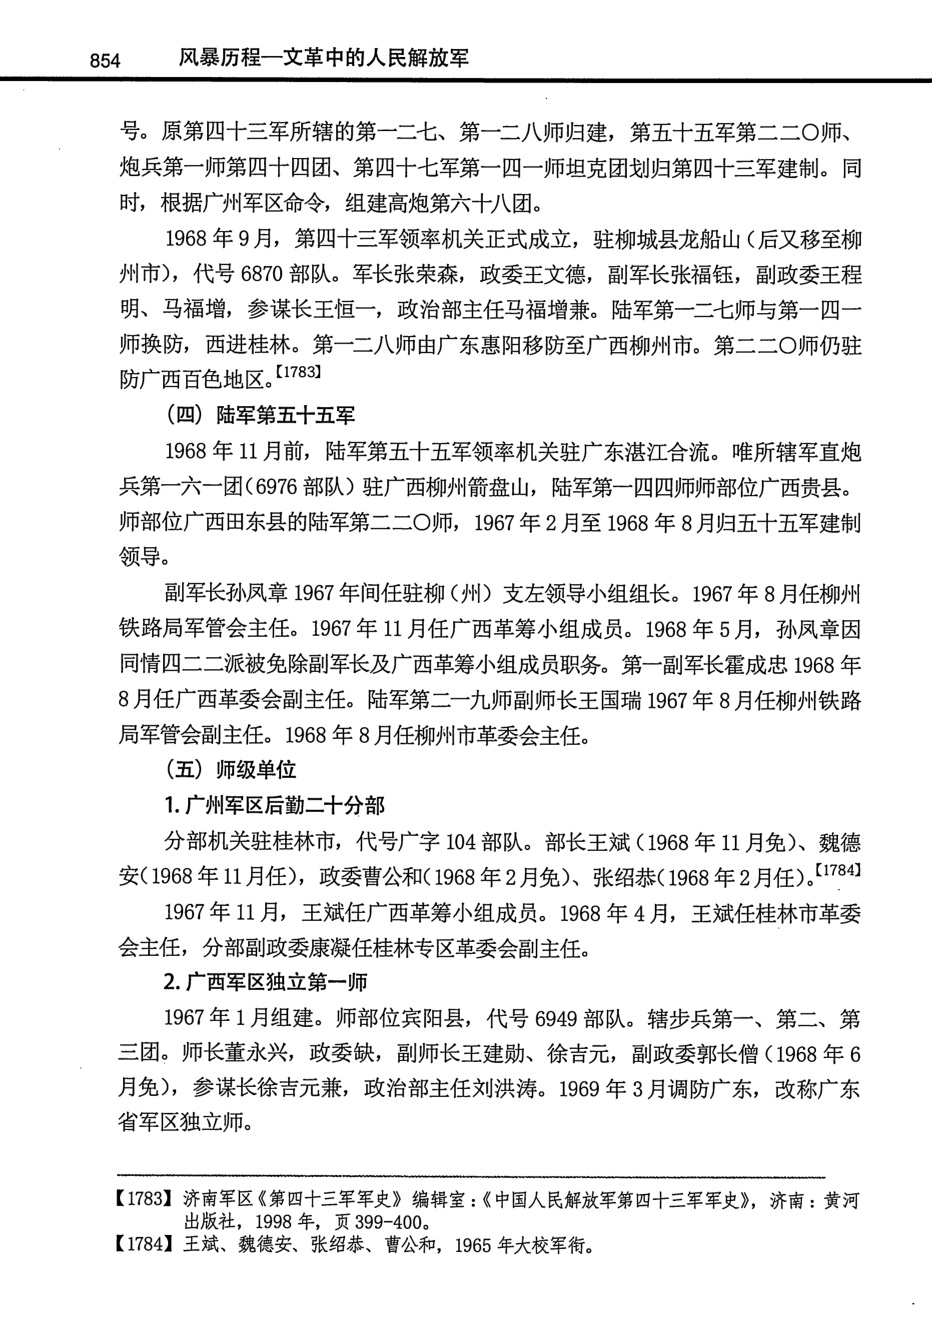 854 风暴历程—文革中的人民解放军
号。原第四十三军所辖的第一二七、第一二八师归建，第五十五军第二二〇师、
炮兵第一师第四十四团、第四十七军第一四一师坦克团划归第四十三军建制。同
时，根据广州军区命令，组建高炮第六十八团。
1968 年 9 月，第四十三军领率机关正式成立，驻柳城县龙船山（后又移至柳
州市），代号 6870 部队。军长张荣森，政委王文德，副军长张福钰，副政委王程
明、马福增，参谋长王恒一，政治部主任马福增兼。陆军第一二七师与第一四一
师换防，西进桂林。第一二八师由广东惠阳移防至广西柳州市。第二二〇师仍驻
防广西百色地区。【1783】
（四）陆军第五十五军
1968 年 11 月前，陆军第五十五军领率机关驻广东湛江合流。唯所辖军直炮
兵第一六一团（6976 部队）驻广西柳州箭盘山，陆军第一四四师师部位广西贵县。
师部位广西田东县的陆军第二二〇师，1967 年 2 月至 1968 年 8 月归五十五军建制
领导。
副军长孙凤章 1967 年间任驻柳（州）支左领导小组组长。1967 年 8 月任柳州
铁路局军管会主任。1967 年 11 月任广西革筹小组成员。1968 年 5 月，孙凤章因
同情四二二派被免除副军长及广西革筹小组成员职务。第一副军长霍成忠 1968 年
8 月任广西革委会副主任。陆军第二一九师副师长王国瑞 1967 年 8 月任柳州铁路
局军管会副主任。1968 年 8 月任柳州市革委会主任。
（五）师级单位
1. 广州军区后勤二十分部
分部机关驻桂林市，代号广字 104 部队。部长王斌（1968 年 11 月免）、魏德
安（1968 年 11 月任），政委曹公和（1968 年 2 月免）、张绍恭（1968 年 2 月任）。【1784】
1967 年 11 月，王斌任广西革筹小组成员。1968 年 4 月，王斌任桂林市革委
会主任，分部副政委康凝任桂林专区革委会副主任。
2. 广西军区独立第一师
1967 年 1 月组建。师部位宾阳县，代号 6949 部队。辖步兵第一、第二、第
三团。师长董永兴，政委缺，副师长王建勋、徐吉元，副政委郭长僧（1968 年 6
月免），参谋长徐吉元兼，政治部主任刘洪涛。1969 年 3 月调防广东，改称广东
省军区独立师。
【1783】济南军区《第四十三军军史》编辑室：《中国人民解放军第四十三军军史》，济南：黄河
出版社，1998 年，页 399-400。
【1784】王斌、魏德安、张绍恭、曹公和，1965 年大校军衔。